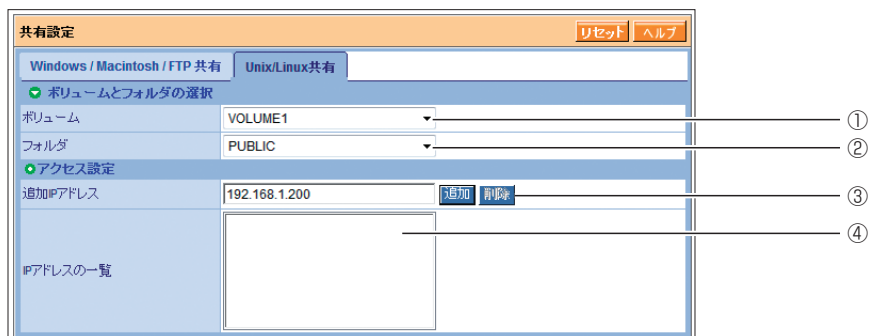 共有設定
リセット ヘルプ
Windows / Macintosh / FTP 共有 Unix/Linux共有
ボリュームとフォルダの選択
ボリューム VOLUME1 ①
フォルダ PUBLIC ②
アクセス設定
追加IPアドレス 192.168.1.200 追加 削除 ③
④
IPアドレスの一覧